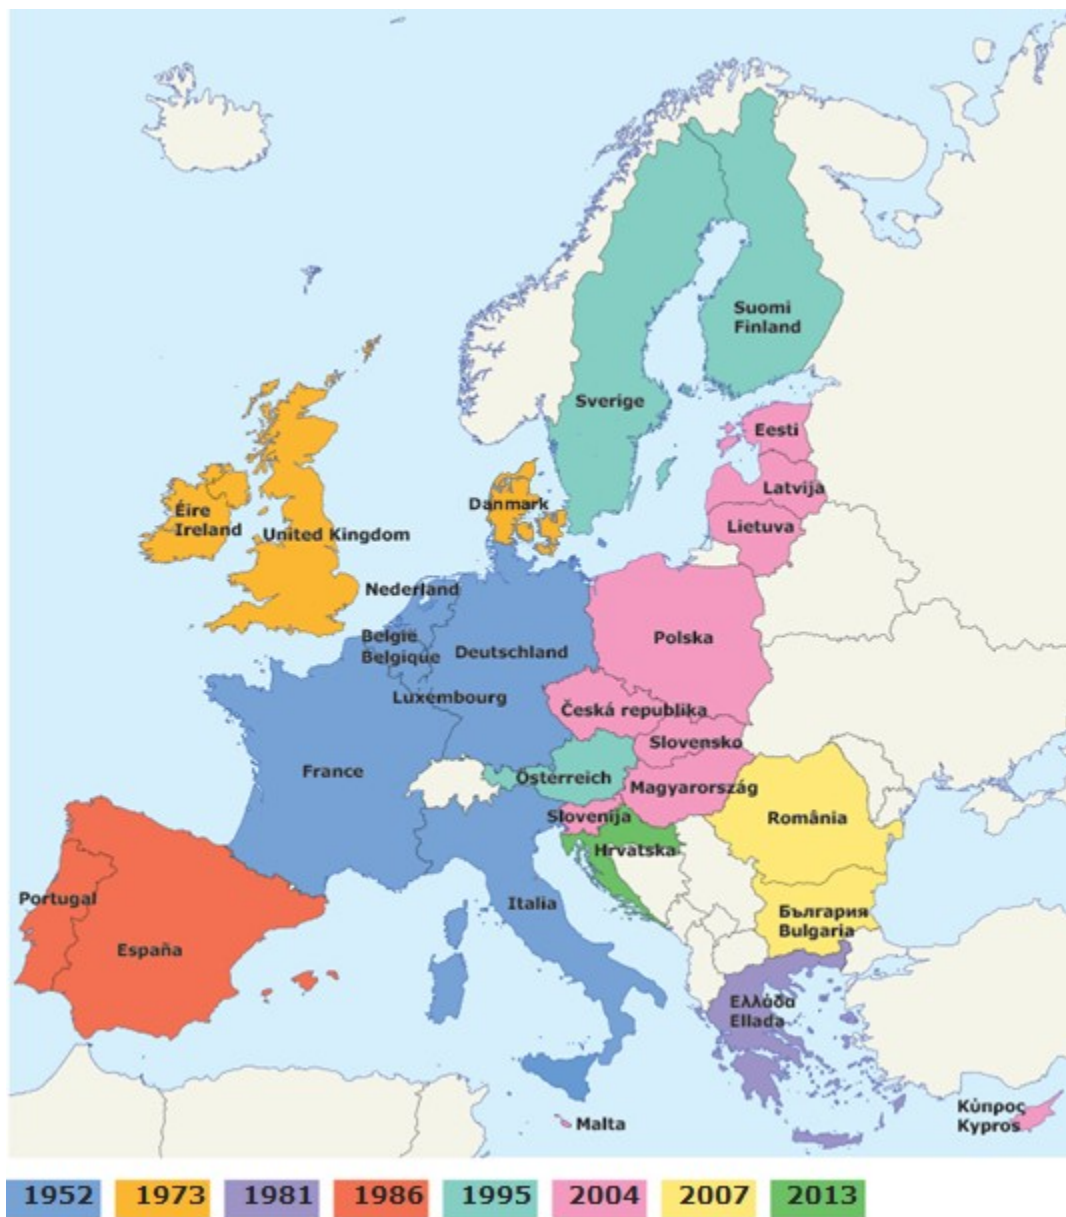 Suomi
Finland
Sverige
Eesti
Latvija
Lietuva
Danmark
Éire
Ireland
United Kingdom
Nederland
België
Belgique
Deutschland
Polska
Luxembourg
Česká republika
Slovensko
France
Österreich
Magyarország
Slovenija
România
Hrvatska
Portugal
Italia
България
Bulgaria
España
Ελλάδα
Ellada
Κύπρος
Kypros
Malta
1952 1973 1981 1986 1995 2004 2007 2013